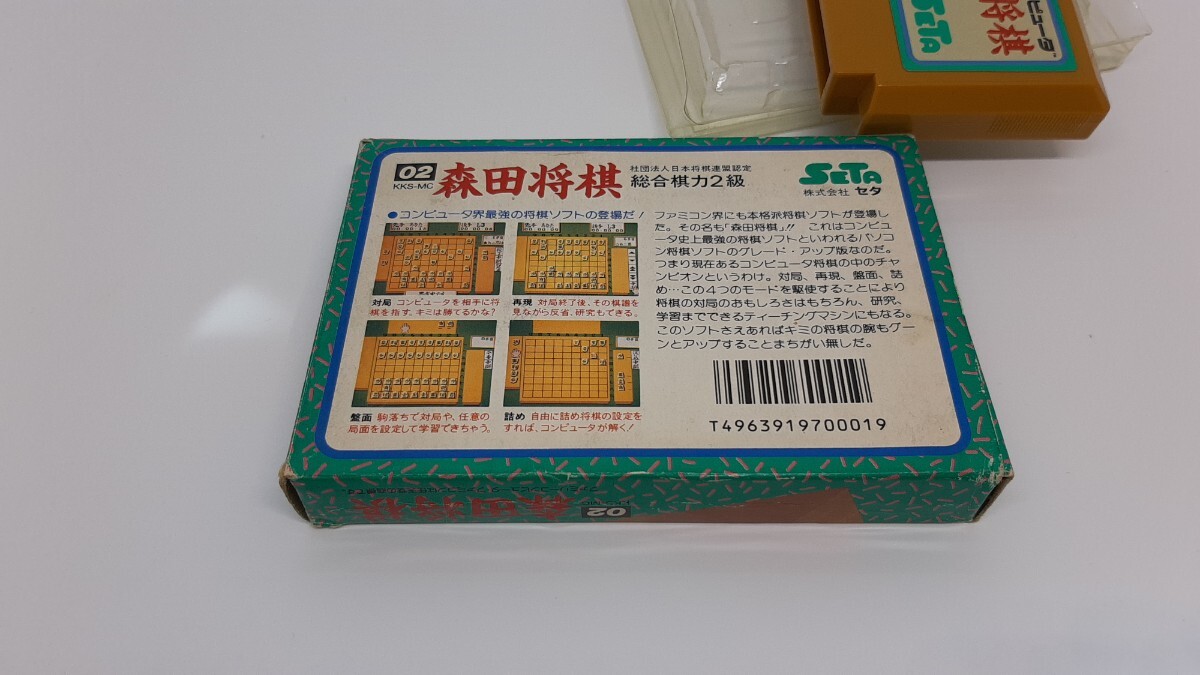 ピュータ
将棋
SETA
02
KKS-MC
森田将棋
社団法人日本将棋連盟認定
総合棋力2級
SETA
株式会社 セタ
●コンピュータ界最強の将棋ソフトの登場だ!
対局 コンピュータを相手に将
棋を指す。キミは勝てるかな?
再現 対局終了後、その棋譜を
見ながら反省、研究もできる。
盤面 駒落ちで対局や、任意の
局面を設定して学習できちゃう。
詰め 自由に詰め将棋の設定を
すれば、コンピュータが解く!
ファミコン界にも本格派将棋ソフトが登場し
た。その名も「森田将棋」!! これはコンピュ
ータ史上最強の将棋ソフトといわれるパソコ
ン将棋ソフトのグレード・アップ版なのだ。
つまり現在あるコンピュータ将棋の中のチャ
ンピオンというわけ。対局、再現、盤面、詰
め…この4つのモードを駆使することにより
将棋の対局のおもしろさはもちろん、研究、
学習までできるティーチングマシンにもなる。
このソフトさえあればキミの将棋の腕もグー
ンとアップすることまちがい無しだ。
T4963919700019
02
KKS-MC
森田将棋